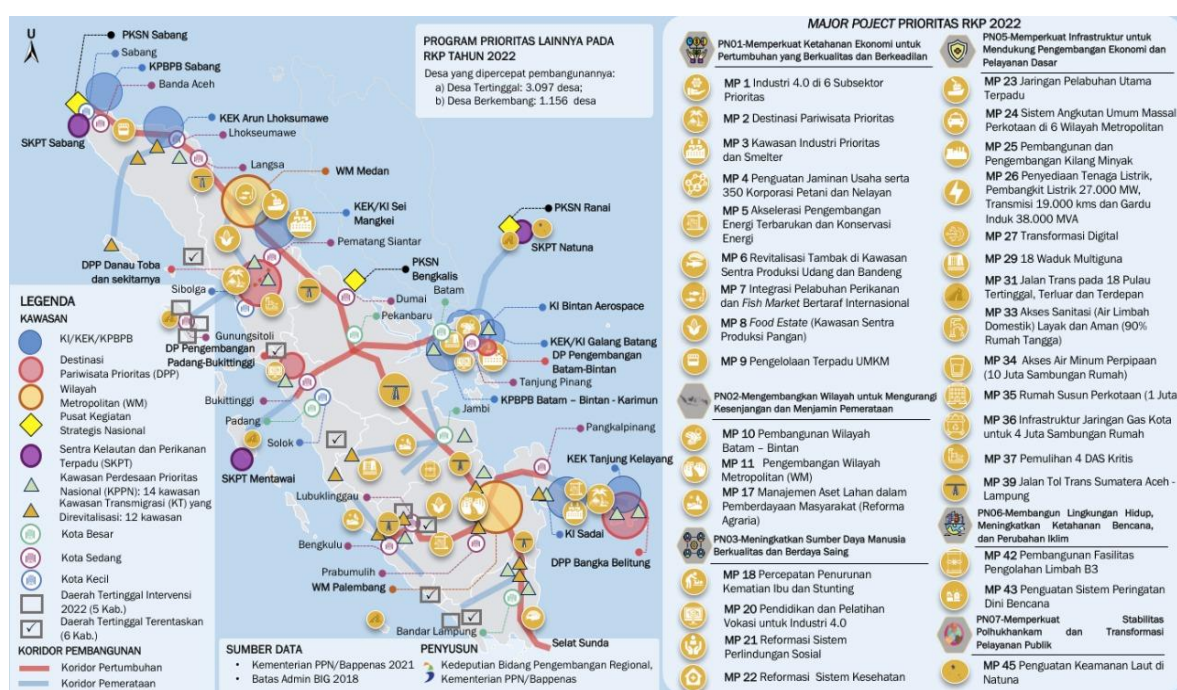 U
PKSN Sabang
Sabang
KPBPB Sabang
Banda Aceh
KEK Arun Lhoksumawe
Lhokseumawe
SKPT Sabang
Langsa
WM Medan
KEK/KI Sei
Mangkei
Pematang Siantar
DPP Danau Toba
dan sekitarnya
Sibolga
PKSN
Bengkalis
Dumai
Batam
Pekanbaru
PKSN Ranai
SKPT Natuna
KI Bintan Aerospace
KEK/KI Galang Batang
DP Pengembangan
Batam-Bintan
Tanjung Pinang
KPBPB Batam – Bintan - Karimun
Gunungsitoli
DP Pengembangan
Padang-Bukittinggi
Bukittinggi
Padang
Solok
Jambi
Pangkalpinang
SKPT Mentawai
KEK Tanjung Kelayang
Lubuklinggau
KI Sadai
Bengkulu
DPP Bangka Belitung
Prabumulih
WM Palembang
Bandar Lampung
Selat Sunda
PROGRAM PRIORITAS LAINNYA PADA
RKP TAHUN 2022
Desa yang dipercepat pembangunannya:
a) Desa Tertinggal: 3.097 desa;
b) Desa Berkembang: 1.156 desa
LEGENDA
KAWASAN
KI/KEK/KPBPB
Destinasi
Pariwisata Prioritas (DPP)
Wilayah
Metropolitan (WM)
Pusat Kegiatan
Strategis Nasional
Sentra Kelautan dan Perikanan
Terpadu (SKPT)
Kawasan Perdesaan Prioritas
Nasional (KPPN): 14 kawasan
Kawasan Transmigrasi (KT) yang
Direvitalisasi: 12 kawasan
Kota Besar
Kota Sedang
Kota Kecil
Daerah Tertinggal Intervensi
2022 (5 Kab.)
Daerah Tertinggal Terentaskan
(6 Kab.)
KORIDOR PEMBANGUNAN
Koridor Pertumbuhan
Koridor Pemerataan
SUMBER DATA
• Kementerian PPN/Bappenas 2021
• Batas Admin BIG 2018
PENYUSUN
Kedeputian Bidang Pengembangan Regional,
Kementerian PPN/Bappenas
MAJOR POJECT PRIORITAS RKP 2022
PN01-Memperkuat Ketahanan Ekonomi untuk
Pertumbuhan yang Berkualitas dan Berkeadilan
MP 1 Industri 4.0 di 6 Subsektor
Prioritas
MP 2 Destinasi Pariwisata Prioritas
MP 3 Kawasan Industri Prioritas
dan Smelter
MP 4 Penguatan Jaminan Usaha serta
350 Korporasi Petani dan Nelayan
MP 5 Akselerasi Pengembangan
Energi Terbarukan dan Konservasi
Energi
MP 6 Revitalisasi Tambak di Kawasan
Sentra Produksi Udang dan Bandeng
MP 7 Integrasi Pelabuhan Perikanan
dan Fish Market Bertaraf Internasional
MP 8 Food Estate (Kawasan Sentra
Produksi Pangan)
MP 9 Pengelolaan Terpadu UMKM
PN02-Mengembangkan Wilayah untuk Mengurangi
Kesenjangan dan Menjamin Pemerataan
MP 10 Pembangunan Wilayah
Batam – Bintan
MP 11 Pengembangan Wilayah
Metropolitan (WM)
MP 17 Manajemen Aset Lahan dalam
Pemberdayaan Masyarakat (Reforma
Agraria)
PN03-Meningkatkan Sumber Daya Manusia
Berkualitas dan Berdaya Saing
MP 18 Percepatan Penurunan
Kematian Ibu dan Stunting
MP 20 Pendidikan dan Pelatihan
Vokasi untuk Industri 4.0
MP 21 Reformasi Sistem
Perlindungan Sosial
MP 22 Reformasi Sistem Kesehatan
PN05-Memperkuat Infrastruktur untuk
Mendukung Pengembangan Ekonomi dan
Pelayanan Dasar
MP 23 Jaringan Pelabuhan Utama
Terpadu
MP 24 Sistem Angkutan Umum Massal
Perkotaan di 6 Wilayah Metropolitan
MP 25 Pembangunan dan
Pengembangan Kilang Minyak
MP 26 Penyediaan Tenaga Listrik,
Pembangkit Listrik 27.000 MW,
Transmisi 19.000 kms dan Gardu
Induk 38.000 MVA
MP 27 Transformasi Digital
MP 29 18 Waduk Multiguna
MP 31 Jalan Trans pada 18 Pulau
Tertinggal, Terluar dan Terdepan
MP 33 Akses Sanitasi (Air Limbah
Domestik) Layak dan Aman (90%
Rumah Tangga)
MP 34 Akses Air Minum Perpipaan
(10 Juta Sambungan Rumah)
MP 35 Rumah Susun Perkotaan (1 Juta)
MP 36 Infrastruktur Jaringan Gas Kota
untuk 4 Juta Sambungan Rumah
MP 37 Pemulihan 4 DAS Kritis
MP 39 Jalan Tol Trans Sumatera Aceh -
Lampung
PN06-Membangun Lingkungan Hidup,
Meningkatkan Ketahanan Bencana,
dan Perubahan Iklim
MP 42 Pembangunan Fasilitas
Pengolahan Limbah B3
MP 43 Penguatan Sistem Peringatan
Dini Bencana
PN07-Memperkuat Stabilitas
Polhukhankam dan Transformasi
Pelayanan Publik
MP 45 Penguatan Keamanan Laut di
Natuna